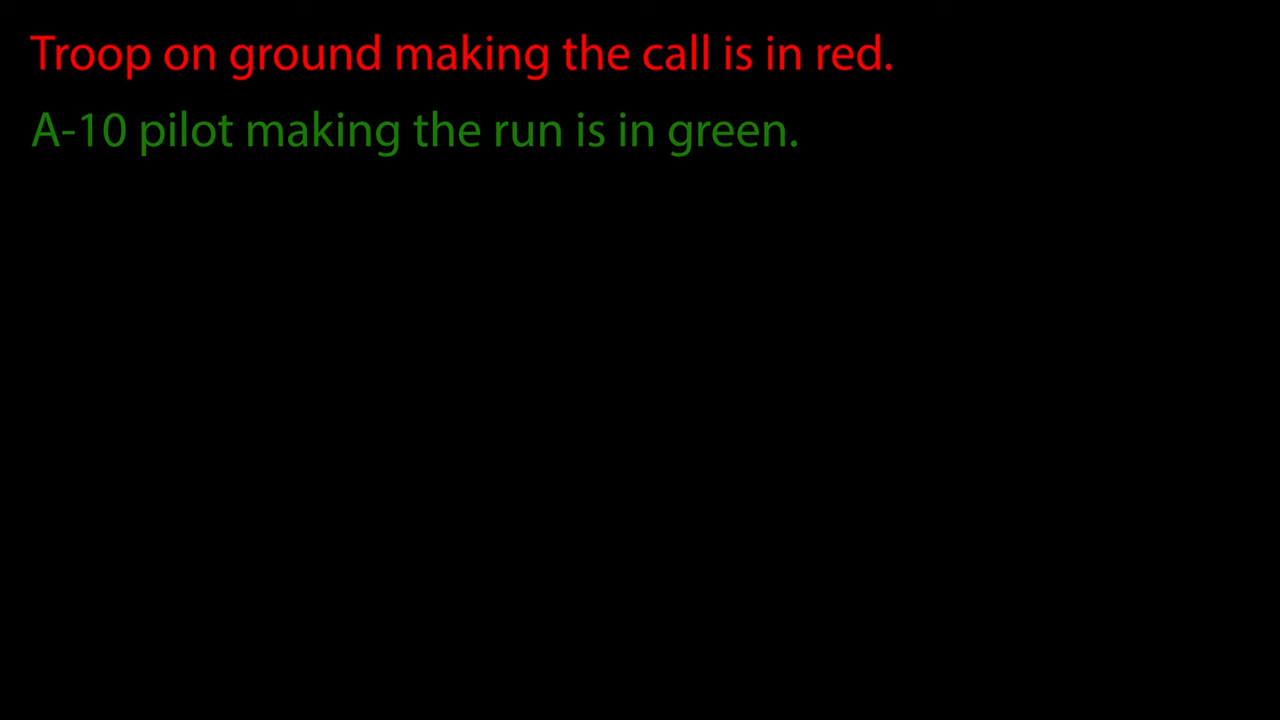 Troop on ground making the call is in red.
A-10 pilot making the run is in green.